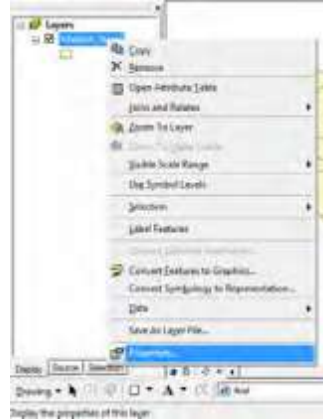 Layers
Copy
Remove
Open Attribute Table
Joins and Relates
Zoom To Layer
Visible Scale Range
Use Symbol Levels
Selection
Label Features
Convert Features to Graphics...
Convert Symbology to Representation...
Data
Save As Layer File...
Properties...
Display Source Selection
Drawing A Arial
Display the properties of this layer